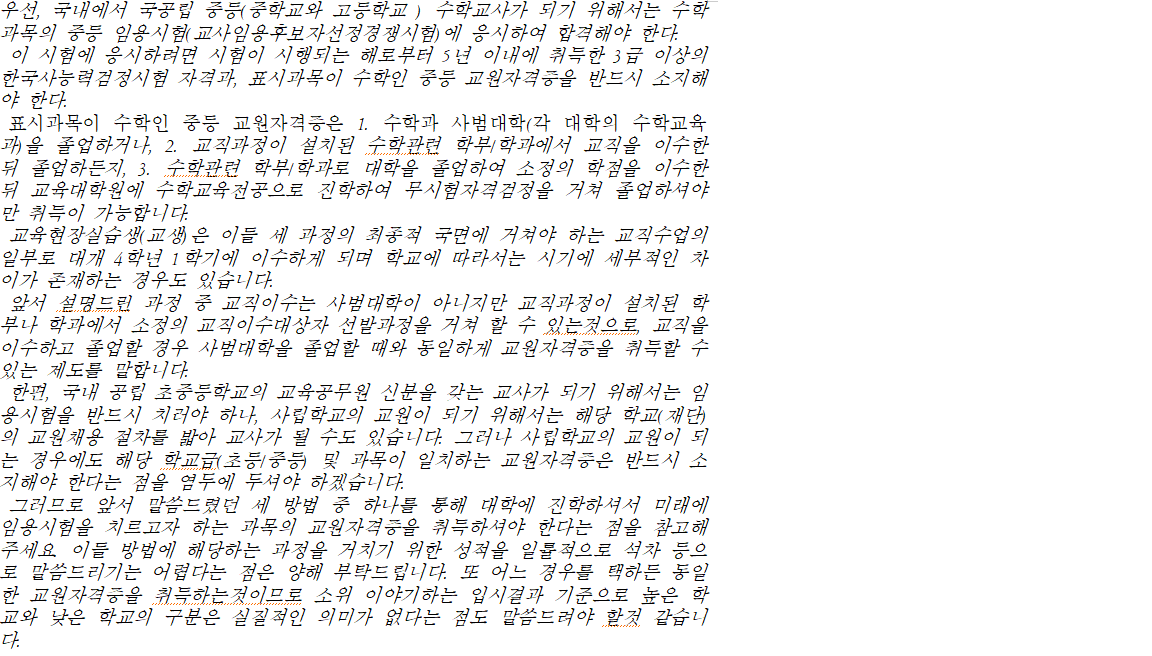 우선, 국내에서 국공립 중등(중학교와 고등학교 ) 수학교사가 되기 위해서는 수학
과목의 중등 임용시험(교사임용후보자선정경쟁시험)에 응시하여 합격해야 한다.
이 시험에 응시하려면 시험이 시행되는 해로부터 5년 이내에 취득한 3급 이상의
한국사능력검정시험 자격과, 표시과목이 수학인 중등 교원자격증을 반드시 소지해
야 한다.
표시과목이 수학인 중등 교원자격증은 1. 수학과 사범대학(각 대학의 수학교육
과)을 졸업하거나, 2. 교직과정이 설치된 수학관련 학부/학과에서 교직을 이수한
뒤 졸업하든지, 3. 수학관련 학부/학과로 대학을 졸업하여 소정의 학점을 이수한
뒤 교육대학원에 수학교육전공으로 진학하여 무시험자격검정을 거쳐 졸업하셔야
만 취득이 가능합니다.
교육현장실습생(교생)은 이들 세 과정의 최종적 국면에 거쳐야 하는 교직수업의
일부로 대개 4학년 1학기에 이수하게 되며 학교에 따라서는 시기에 세부적인 차
이가 존재하는 경우도 있습니다.
앞서 설명드린 과정 중 교직이수는 사범대학이 아니지만 교직과정이 설치된 학
부나 학과에서 소정의 교직이수대상자 선발과정을 거쳐 할 수 있는것으로, 교직을
이수하고 졸업할 경우 사범대학을 졸업할 때와 동일하게 교원자격증을 취득할 수
있는 제도를 말합니다.
한편, 국내 공립 초중등학교의 교육공무원 신분을 갖는 교사가 되기 위해서는 임
용시험을 반드시 치러야 하나, 사립학교의 교원이 되기 위해서는 해당 학교(재단)
의 교원채용 절차를 밟아 교사가 될 수도 있습니다. 그러나 사립학교의 교원이 되
는 경우에도 해당 학교급(초등/중등) 및 과목이 일치하는 교원자격증은 반드시 소
지해야 한다는 점을 염두에 두셔야 하겠습니다.
그러므로 앞서 말씀드렸던 세 방법 중 하나를 통해 대학에 진학하셔서 미래에
임용시험을 치르고자 하는 과목의 교원자격증을 취득하셔야 한다는 점을 참고해
주세요. 이들 방법에 해당하는 과정을 거치기 위한 성적을 일률적으로 석차 등으
로 말씀드리기는 어렵다는 점은 양해 부탁드립니다. 또 어느 경우를 택하든 동일
한 교원자격증을 취득하는것이므로 소위 이야기하는 입시결과 기준으로 높은 학
교와 낮은 학교의 구분은 실질적인 의미가 없다는 점도 말씀드려야 할것 같습니
다.